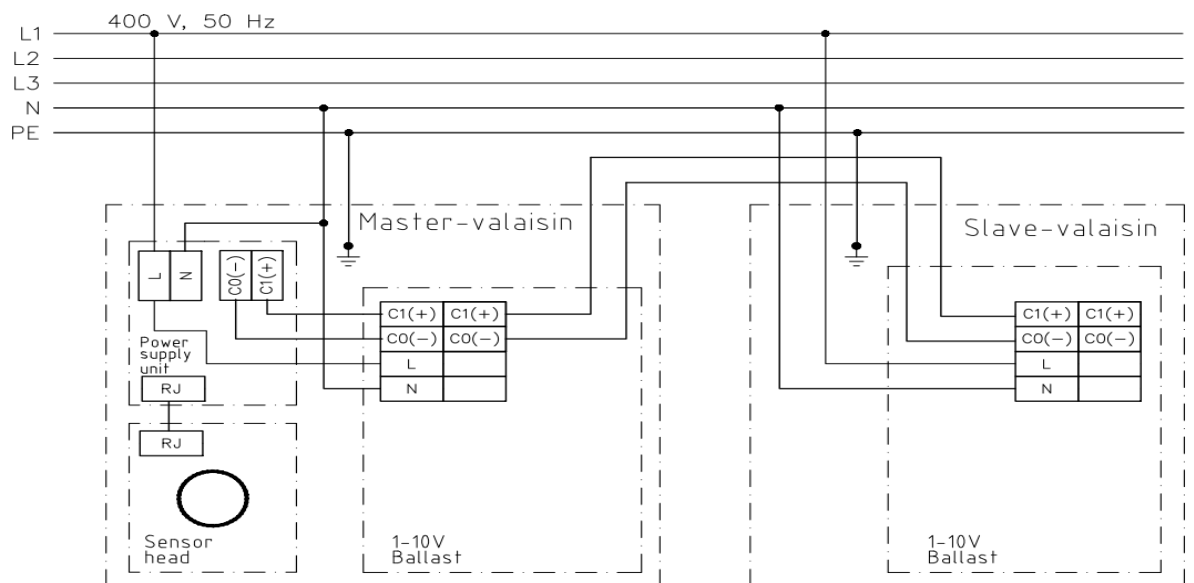 400 V, 50 Hz
L1
L2
L3
N
PE
Master-valaisin
Slave-valaisin
L
N
C0(-)
C1(+)
C1(+) C1(+)
C0(-) C0(-)
L
N
Power
supply
unit
RJ
RJ
Sensor
head
1-10V
Ballast
C1(+) C1(+)
C0(-) C0(-)
L
N
1-10V
Ballast